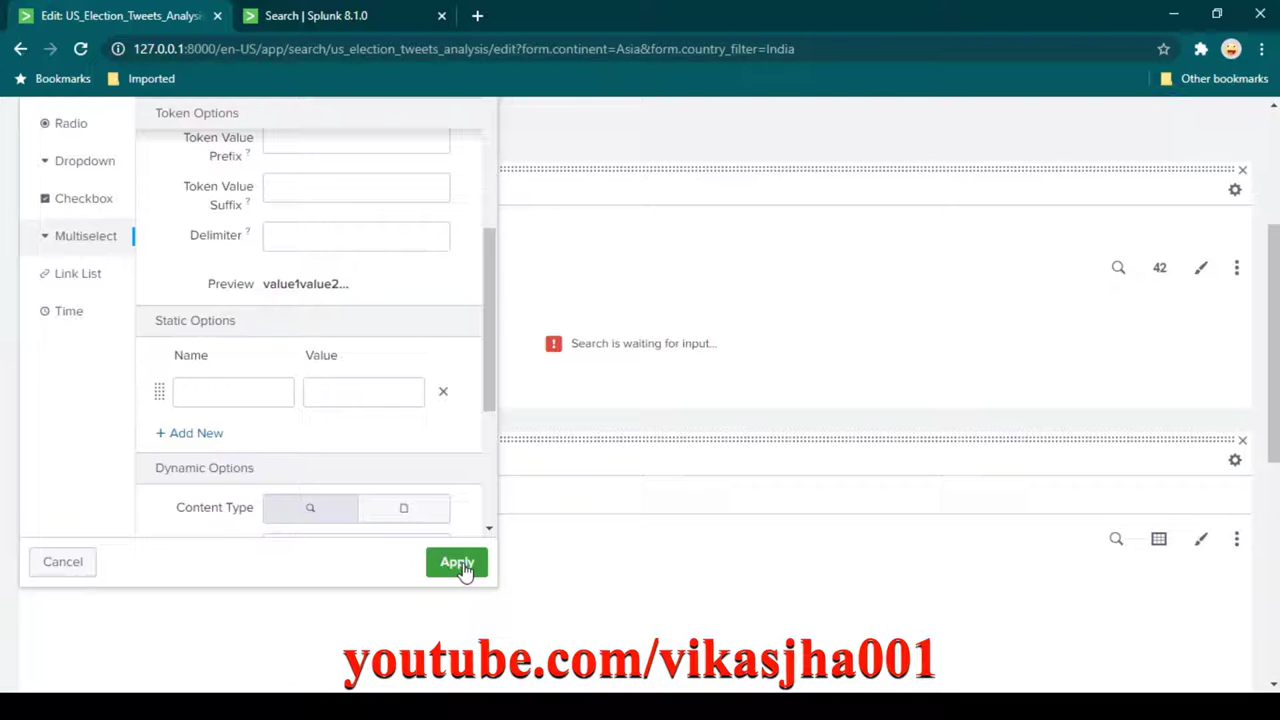 Edit: US_Election_Tweets_Analysis
Search | Splunk 8.1.0
127.0.0.1:8000/en-US/app/search/us_election_tweets_analysis/edit?form.continent=Asia&form.country_filter=India
Bookmarks
Imported
Other bookmarks
Radio
Dropdown
Checkbox
Multiselect
Link List
Time
Token Options
Token Value
Prefix ?
Token Value
Suffix ?
Delimiter ?
Preview value1value2...
Static Options
Name Value
+ Add New
Dynamic Options
Content Type
Cancel
Apply
42
Search is waiting for input...
youtube.com/vikasjha001